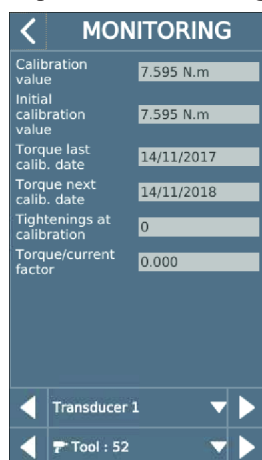 MONITORING
Calibration
value
7.595 N.m
Initial
calibration
value
7.595 N.m
Torque last
calib. date
14/11/2017
Torque next
calib. date
14/11/2018
Tightenings at
calibration
0
Torque/current
factor
0.000
Transducer 1
Tool : 52